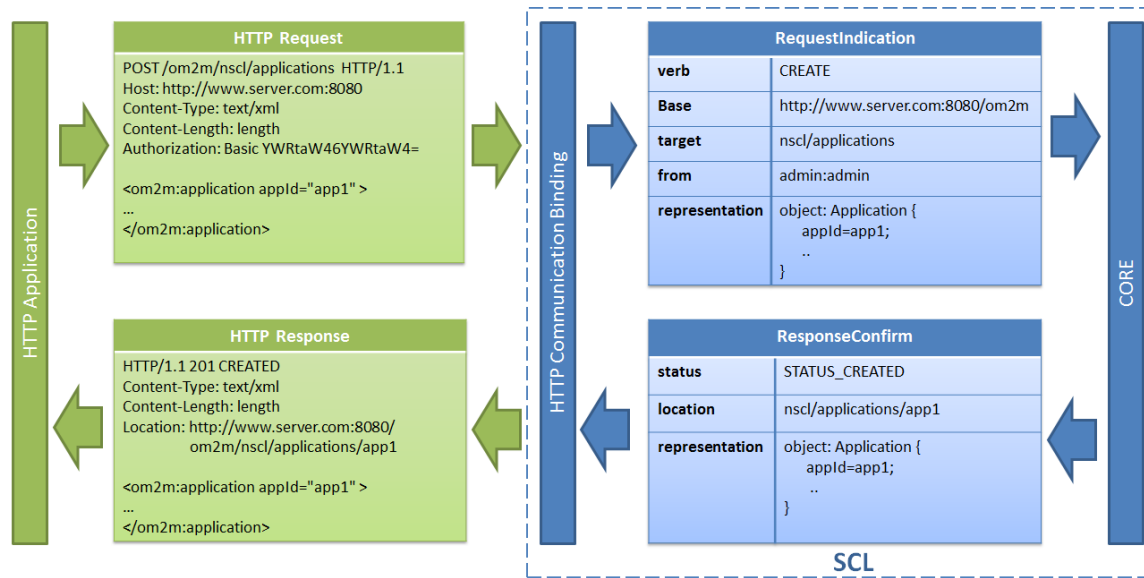 HTTP Application
HTTP Request
POST /om2m/nscl/applications HTTP/1.1
Host: http://www.server.com:8080
Content-Type: text/xml
Content-Length: length
Authorization: Basic YWRtaW46YWRtaW4=
<om2m:application appId="app1" >
...
</om2m:application>
HTTP Response
HTTP/1.1 201 CREATED
Content-Type: text/xml
Content-Length: length
Location: http://www.server.com:8080/
om2m/nscl/applications/app1
<om2m:application appId="app1" >
...
</om2m:application>
HTTP Communication Binding
RequestIndication
verb CREATE
Base http://www.server.com:8080/om2m
target nscl/applications
from admin:admin
representation object: Application {
appId=app1;
..
}
ResponseConfirm
status STATUS_CREATED
location nscl/applications/app1
representation object: Application {
appId=app1;
..
}
CORE
SCL